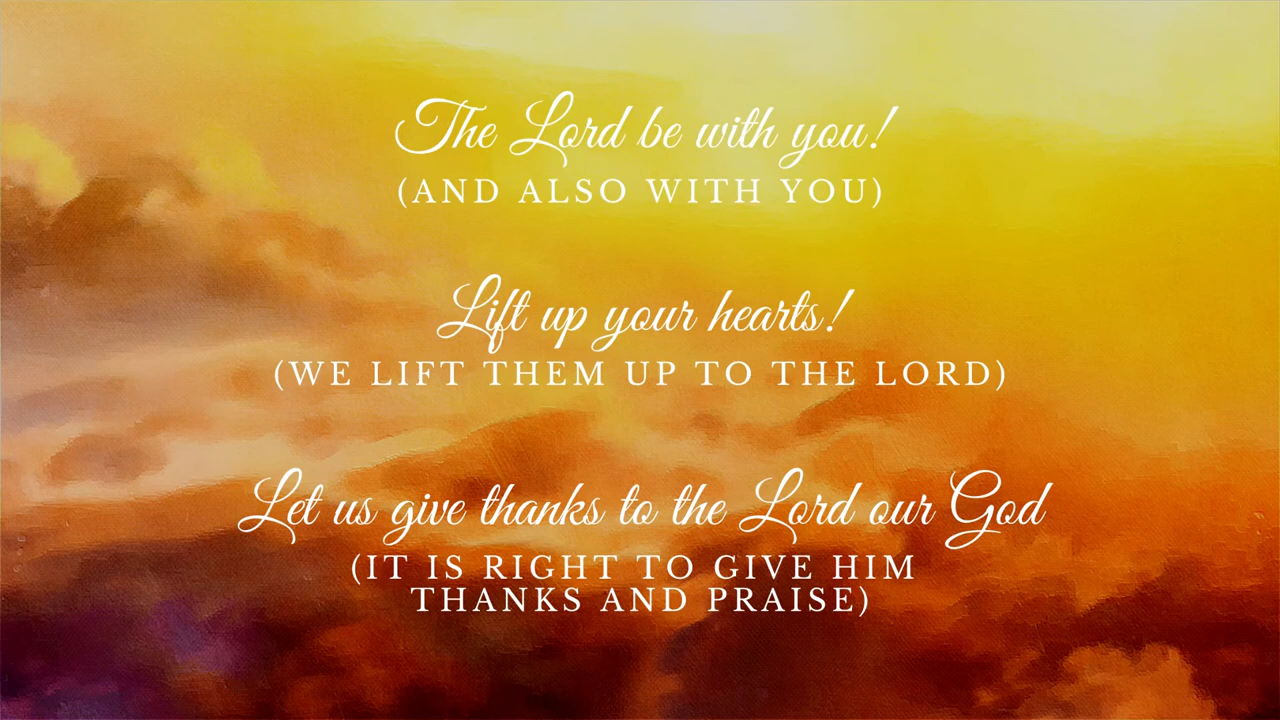 The Lord be with you!
(AND ALSO WITH YOU)
Lift up your hearts!
(WE LIFT THEM UP TO THE LORD)
Let us give thanks to the Lord our God
(IT IS RIGHT TO GIVE HIM
THANKS AND PRAISE)